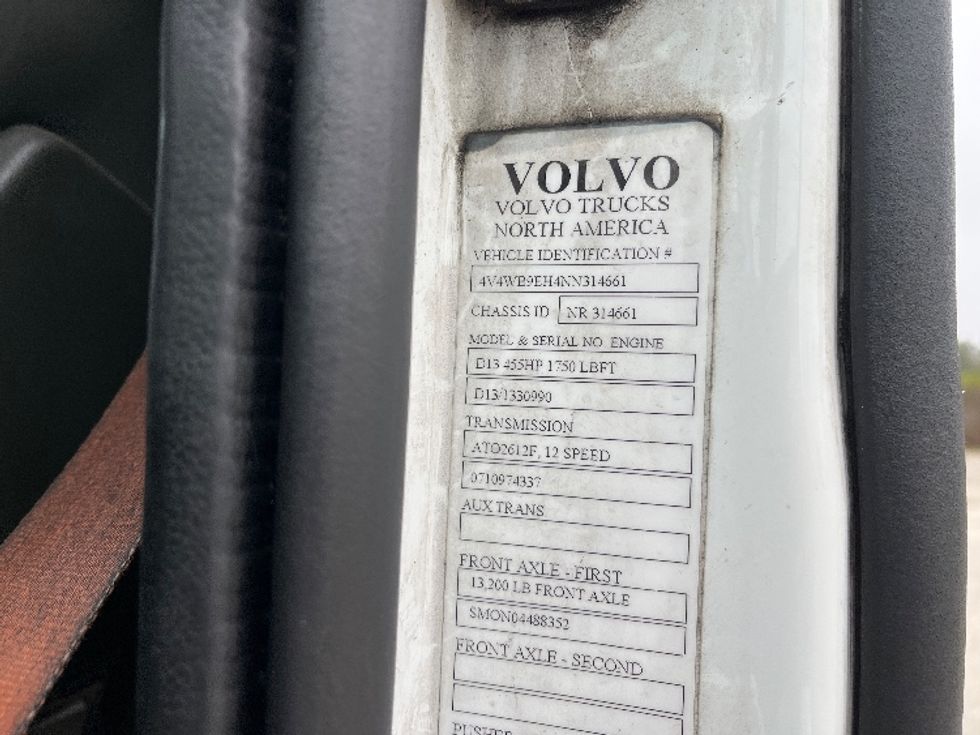 VOLVO
VOLVO TRUCKS
NORTH AMERICA
VEHICLE IDENTIFICATION #
4V4WB9EH4NN314661
CHASSIS ID NR 314661
MODEL & SERIAL NO. ENGINE
D13 455HP 1750 LBFT
D13/1330990
TRANSMISSION
ATO2612F, 12 SPEED
0710974337
AUX TRANS
FRONT AXLE - FIRST
13,200 LB FRONT AXLE
SMON04488352
FRONT AXLE - SECOND
PUSHER